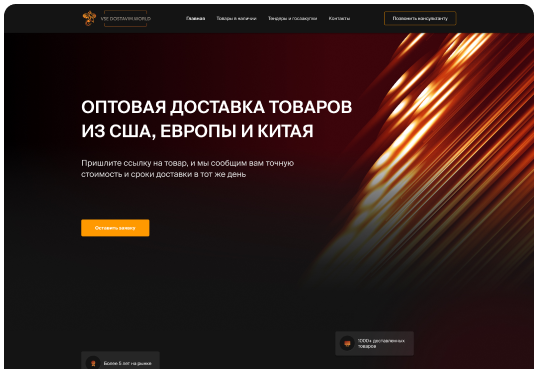 VSE DOSTAVIM WORLD
Главная
Товары в наличии
Тендеры и госзакупки
Контакты
Позвонить консультанту
ОПТОВАЯ ДОСТАВКА ТОВАРОВ
ИЗ США, ЕВРОПЫ И КИТАЯ
Пришлите ссылку на товар, и мы сообщим вам точную
стоимость и сроки доставки в тот же день
Оставить заявку
1000+ доставленных
товаров
Более 5 лет на рынке